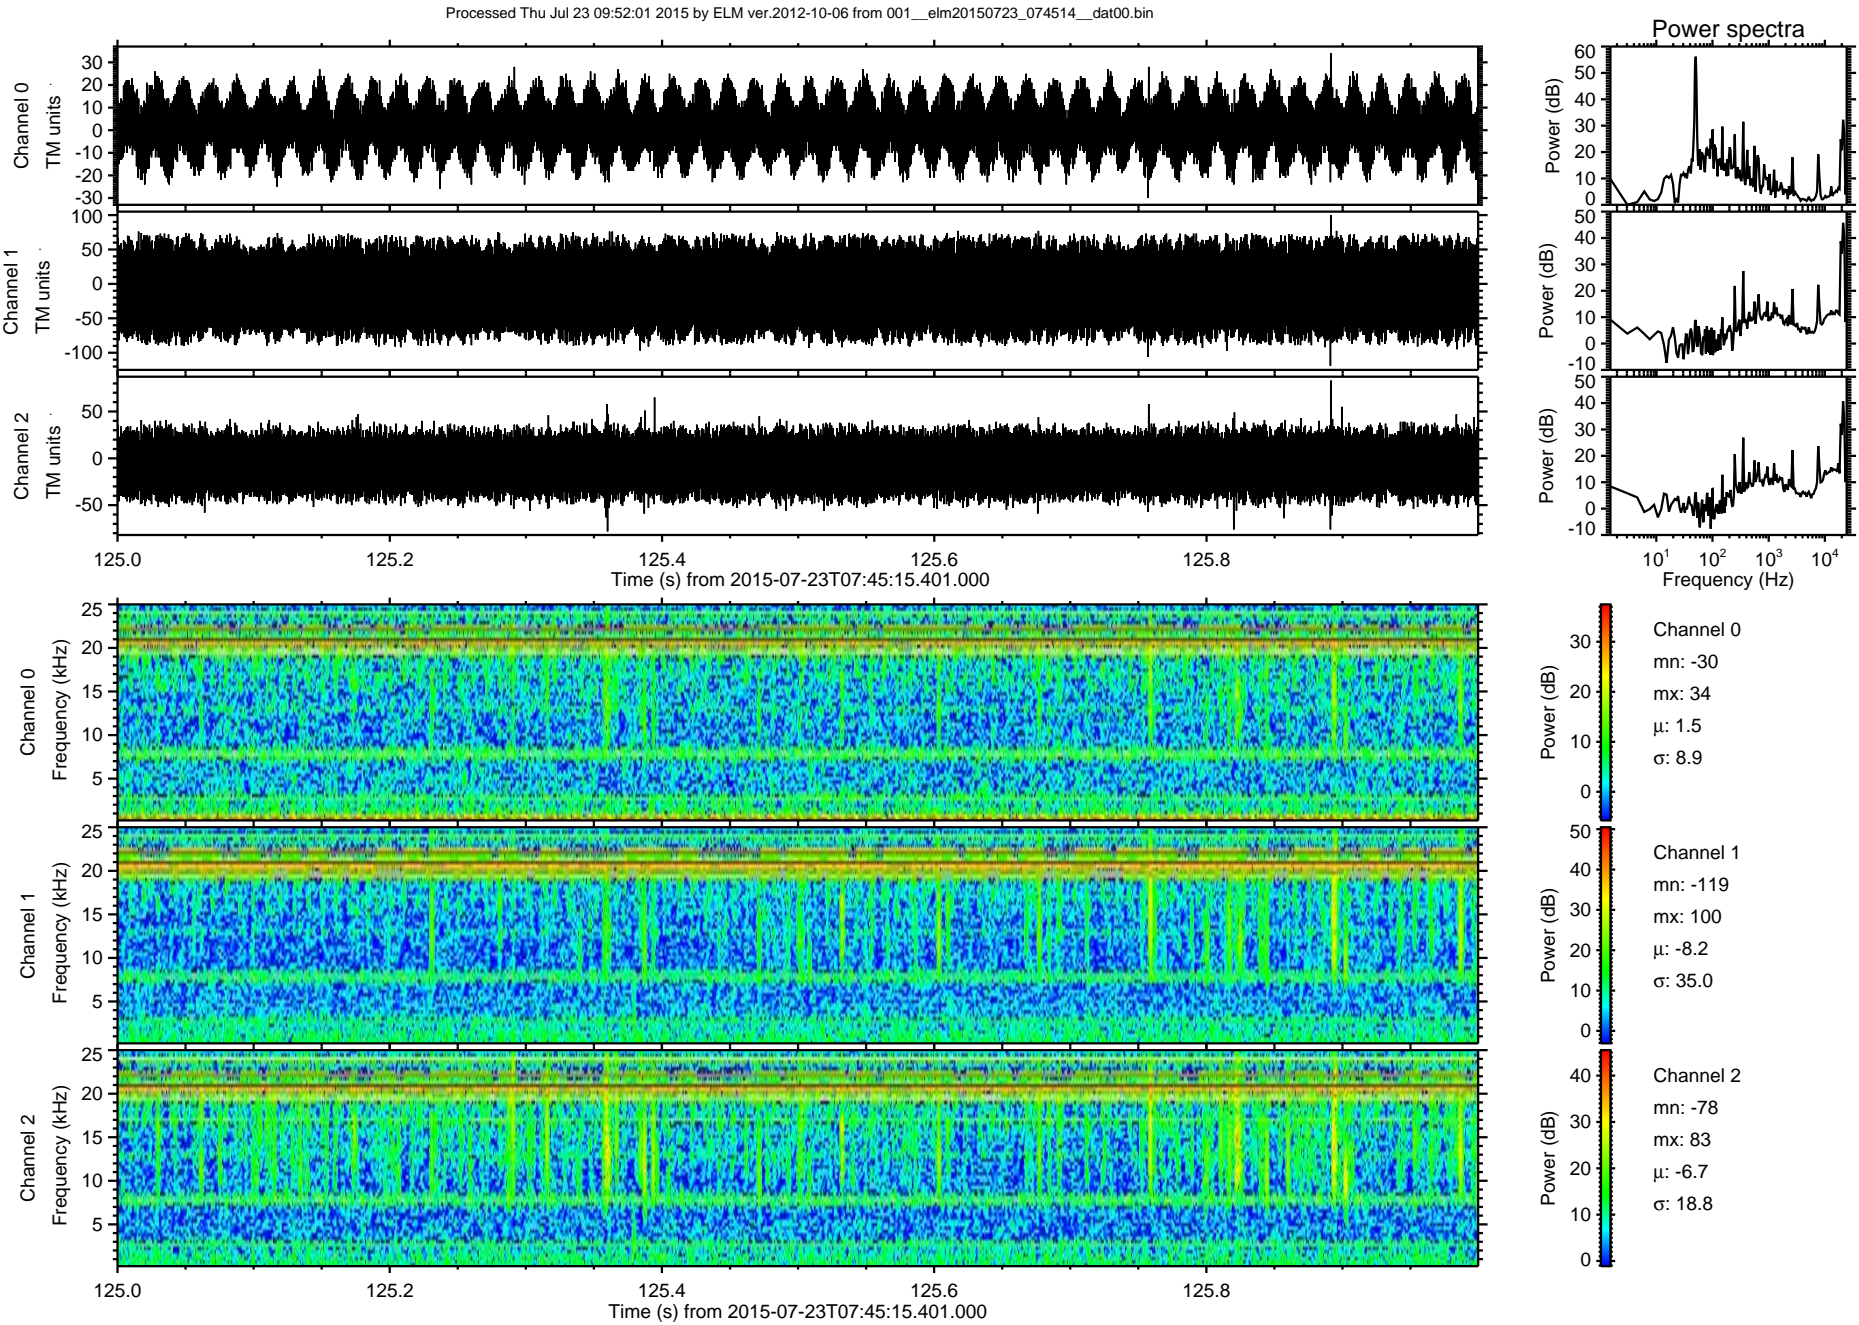 Processed Thu Jul 23 09:52:01 2015 by ELM ver.2012-10-06 from 001__elm20150723_074514__dat00.bin
Power spectra
Channel 0
TM units
30
20
10
0
-10
-20
-30
Power (dB)
60
50
40
30
20
10
0
Channel 1
TM units
100
50
0
-50
-100
Power (dB)
50
40
30
20
10
0
-10
Channel 2
TM units
50
0
-50
Power (dB)
50
40
30
20
10
0
-10
125.0 125.2 125.4 125.6 125.8
Time (s) from 2015-07-23T07:45:15.401.000
10^1 10^2 10^3 10^4
Frequency (Hz)
Channel 0
Frequency (kHz)
25
20
15
10
5
Power (dB)
30
20
10
0
Channel 0
mn: -30
mx: 34
μ: 1.5
σ: 8.9
Channel 1
Frequency (kHz)
25
20
15
10
5
Power (dB)
50
40
30
20
10
0
Channel 1
mn: -119
mx: 100
μ: -8.2
σ: 35.0
Channel 2
Frequency (kHz)
25
20
15
10
5
Power (dB)
40
30
20
10
0
Channel 2
mn: -78
mx: 83
μ: -6.7
σ: 18.8
125.0 125.2 125.4 125.6 125.8
Time (s) from 2015-07-23T07:45:15.401.000